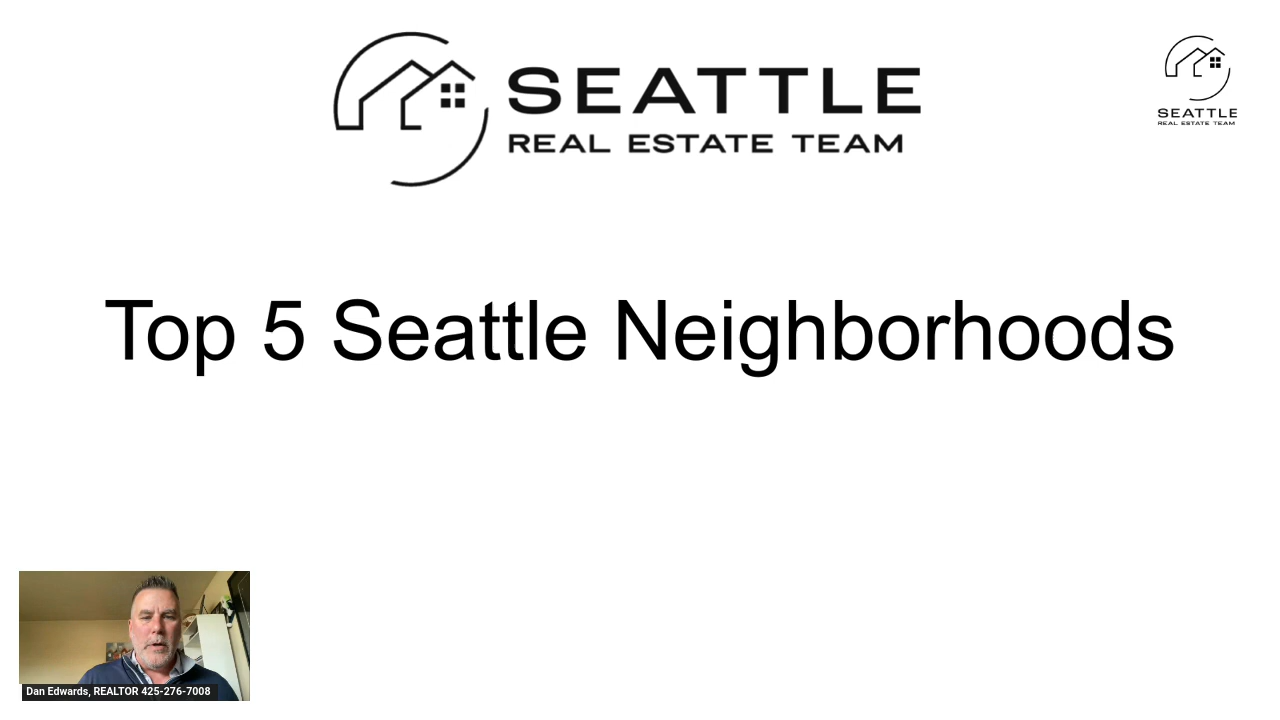 SEATTLE
REAL ESTATE TEAM
SEATTLE
REAL ESTATE TEAM
Top 5 Seattle Neighborhoods
Dan Edwards, REALTOR 425-276-7008